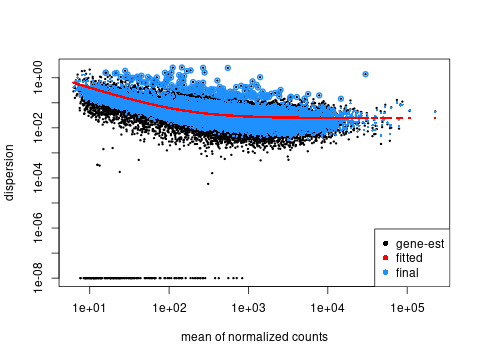 1e+00
1e-02
1e-04
1e-06
1e-08
dispersion
gene-est
fitted
final
1e+01 1e+02 1e+03 1e+04 1e+05
mean of normalized counts